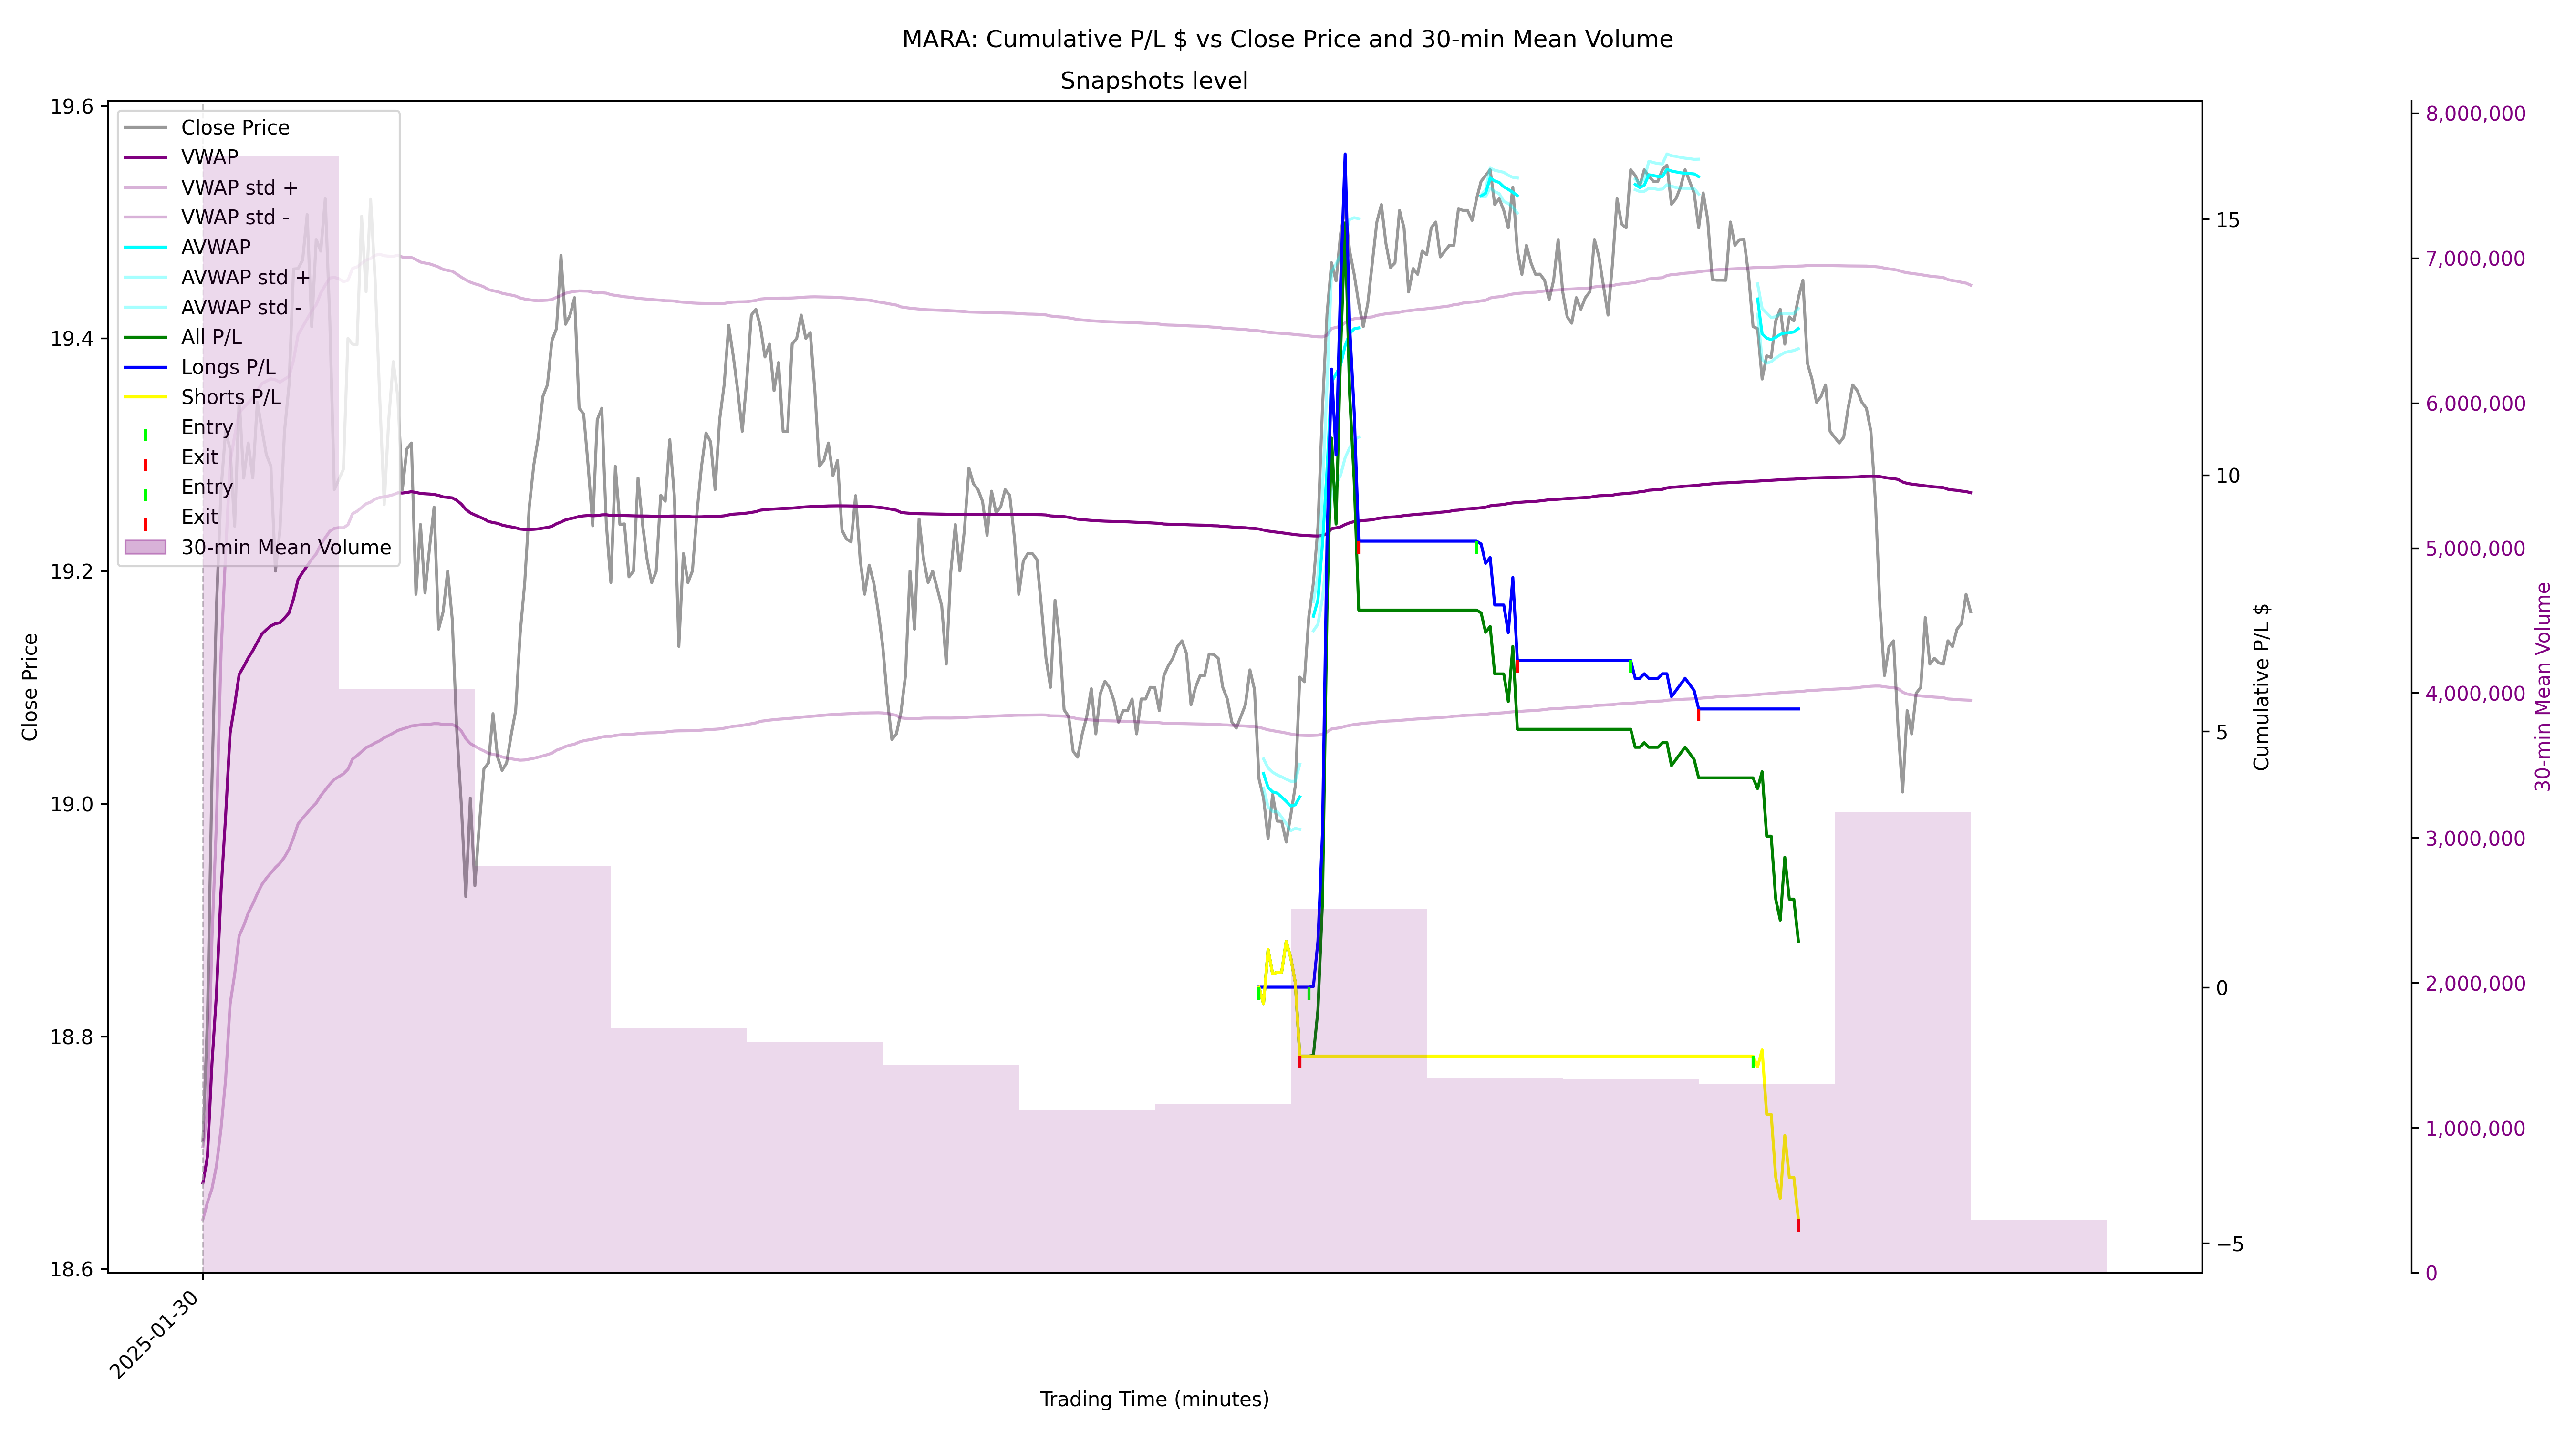 MARA: Cumulative P/L $ vs Close Price and 30-min Mean Volume
Snapshots level
Close Price
19.6
19.4
19.2
19.0
18.8
18.6
Close Price
VWAP
VWAP std +
VWAP std -
AVWAP
AVWAP std +
AVWAP std -
All P/L
Longs P/L
Shorts P/L
Entry
Exit
Entry
Exit
30-min Mean Volume
15
10
5
0
−5
Cumulative P/L $
8,000,000
7,000,000
6,000,000
5,000,000
4,000,000
3,000,000
2,000,000
1,000,000
0
30-min Mean Volume
2025-01-30
Trading Time (minutes)